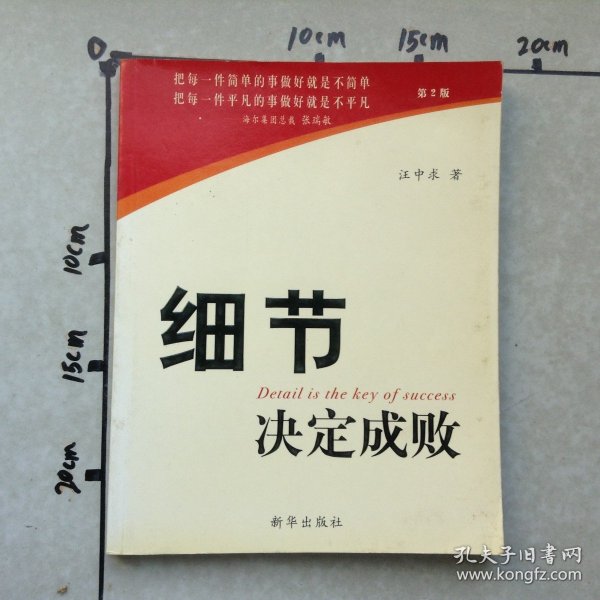 0
10cm
15cm
20cm
把每一件简单的事做好就是不简单
把每一件平凡的事做好就是不平凡
第2版
海尔集团总裁 张瑞敏
汪中求 著
10cm
细节
15cm
Detail is the key of success
决定成败
20cm
新华出版社
孔夫子旧书网
www.kongfz.com